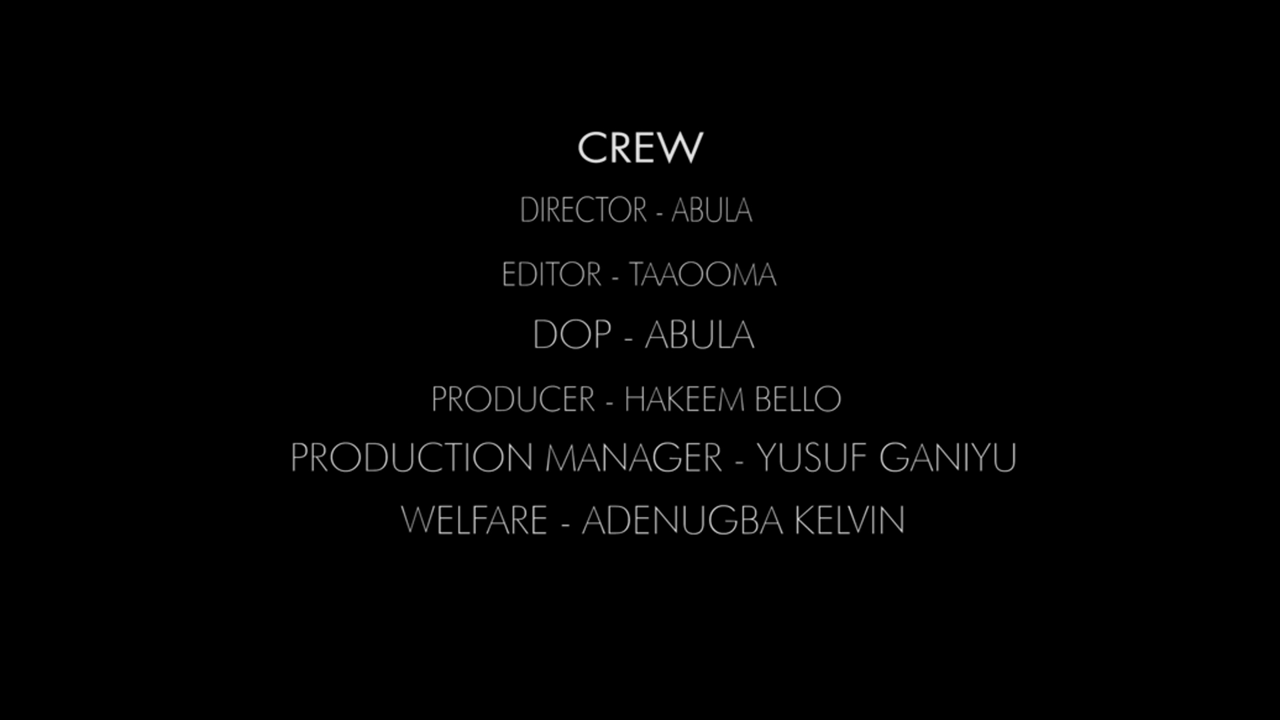 CREW
DIRECTOR - ABULA
EDITOR - TAAOOMA
DOP - ABULA
PRODUCER - HAKEEM BELLO
PRODUCTION MANAGER - YUSUF GANIYU
WELFARE - ADENUGBA KELVIN